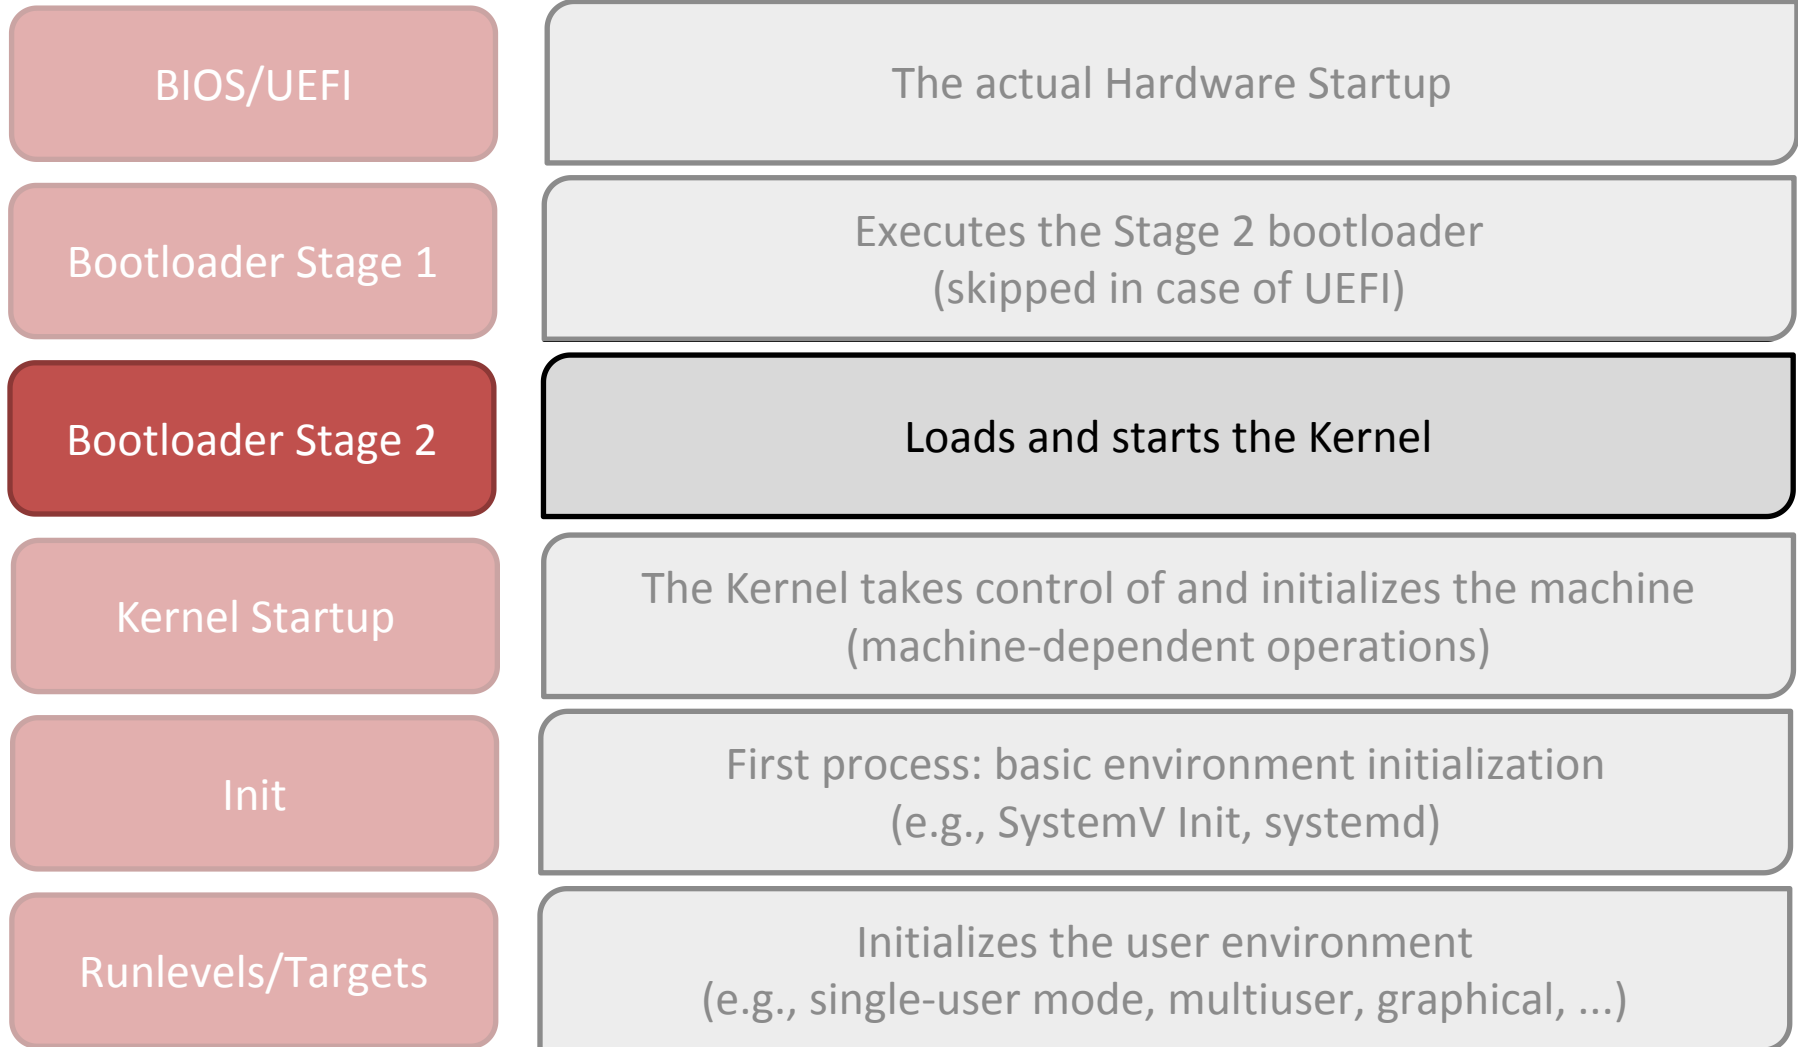 BIOS/UEFI
The actual Hardware Startup
Bootloader Stage 1
Executes the Stage 2 bootloader
(skipped in case of UEFI)
Bootloader Stage 2
Loads and starts the Kernel
Kernel Startup
The Kernel takes control of and initializes the machine
(machine-dependent operations)
Init
First process: basic environment initialization
(e.g., SystemV Init, systemd)
Runlevels/Targets
Initializes the user environment
(e.g., single-user mode, multiuser, graphical, ...)